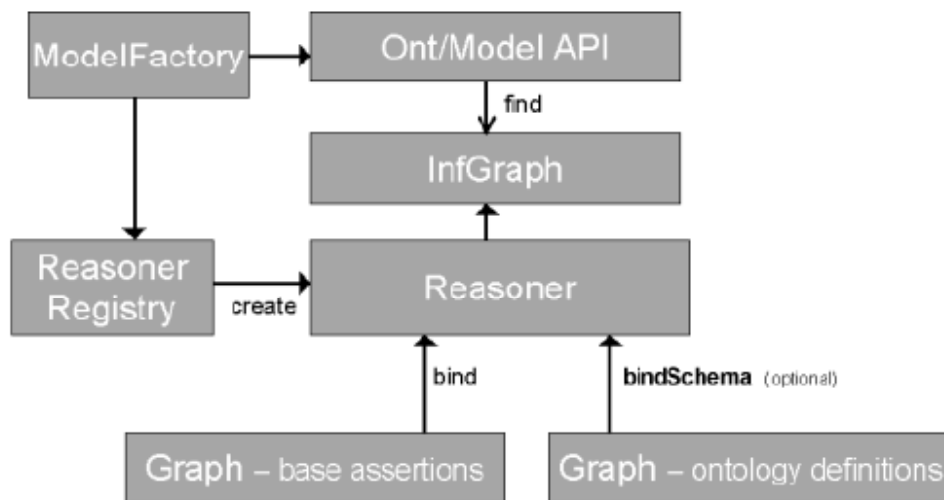 ModelFactory
Ont/Model API
find
InfGraph
Reasoner
Registry
create
Reasoner
bind
bindSchema (optional)
Graph – base assertions
Graph – ontology definitions